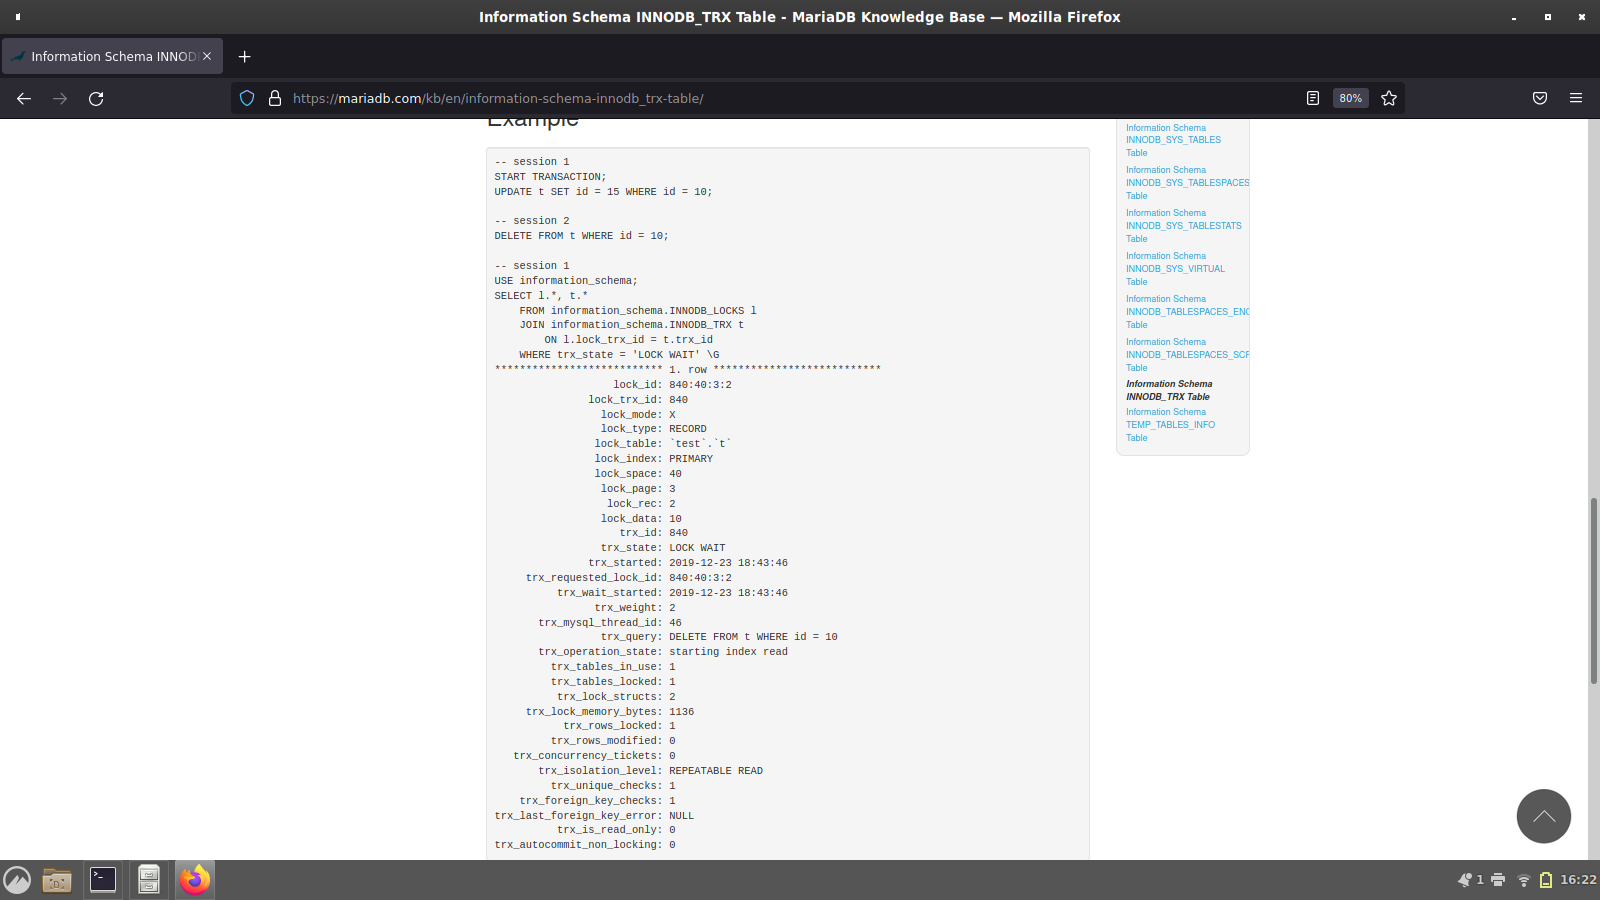 Information Schema INNODB_TRX Table - MariaDB Knowledge Base — Mozilla Firefox
Information Schema INNOD
https://mariadb.com/kb/en/information-schema-innodb_trx-table/
80%
Example
-- session 1
START TRANSACTION;
UPDATE t SET id = 15 WHERE id = 10;
-- session 2
DELETE FROM t WHERE id = 10;
-- session 1
USE information_schema;
SELECT l.*, t.*
    FROM information_schema.INNODB_LOCKS l
    JOIN information_schema.INNODB_TRX t
        ON l.lock_trx_id = t.trx_id
    WHERE trx_state = 'LOCK WAIT' \G
*************************** 1. row ***************************
lock_id: 840:40:3:2
lock_trx_id: 840
lock_mode: X
lock_type: RECORD
lock_table: `test`.`t`
lock_index: PRIMARY
lock_space: 40
lock_page: 3
lock_rec: 2
lock_data: 10
trx_id: 840
trx_state: LOCK WAIT
trx_started: 2019-12-23 18:43:46
trx_requested_lock_id: 840:40:3:2
trx_wait_started: 2019-12-23 18:43:46
trx_weight: 2
trx_mysql_thread_id: 46
trx_query: DELETE FROM t WHERE id = 10
trx_operation_state: starting index read
trx_tables_in_use: 1
trx_tables_locked: 1
trx_lock_structs: 2
trx_lock_memory_bytes: 1136
trx_rows_locked: 1
trx_rows_modified: 0
trx_concurrency_tickets: 0
trx_isolation_level: REPEATABLE READ
trx_unique_checks: 1
trx_foreign_key_checks: 1
trx_last_foreign_key_error: NULL
trx_is_read_only: 0
trx_autocommit_non_locking: 0
Information Schema
INNODB_SYS_TABLES
Table
Information Schema
INNODB_SYS_TABLESPACES
Table
Information Schema
INNODB_SYS_TABLESTATS
Table
Information Schema
INNODB_SYS_VIRTUAL
Table
Information Schema
INNODB_TABLESPACES_ENC
Table
Information Schema
INNODB_TABLESPACES_SCR
Table
Information Schema
INNODB_TRX Table
Information Schema
TEMP_TABLES_INFO
Table
1
16:22